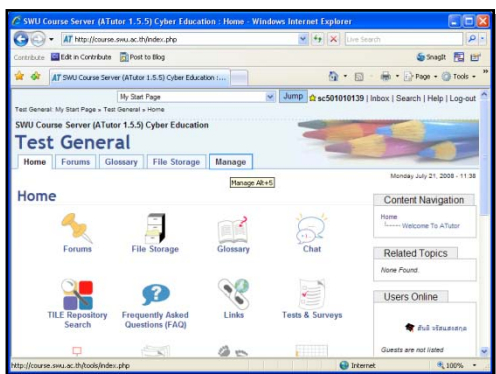 SWU Course Server (ATutor 1.5.5) Cyber Education : Home - Windows Internet Explorer
AT http://course.swu.ac.th/index.php
Live Search
Contribute Edit in Contribute Post to Blog
SnagIt
AT SWU Course Server (ATutor 1.5.5) Cyber Education :...
Page Tools
My Start Page
Jump
sc501010139 | Inbox | Search | Help | Log-out
Test General: My Start Page » Test General » Home
SWU Course Server (ATutor 1.5.5) Cyber Education
Test General
Home Forums Glossary File Storage Manage
Manage Alt+5
Monday July 21, 2008 - 11:38
Home
Content Navigation
Home
Welcome To ATutor
Forums
File Storage
Glossary
Chat
Related Topics
None Found.
Users Online
TILE Repository Search
Frequently Asked Questions (FAQ)
Links
Tests & Surveys
Guests are not listed
http://course.swu.ac.th/tools/index.php
Internet
100%